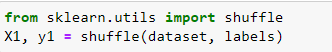 from sklearn.utils import shuffle
X1, y1 = shuffle(dataset, labels)